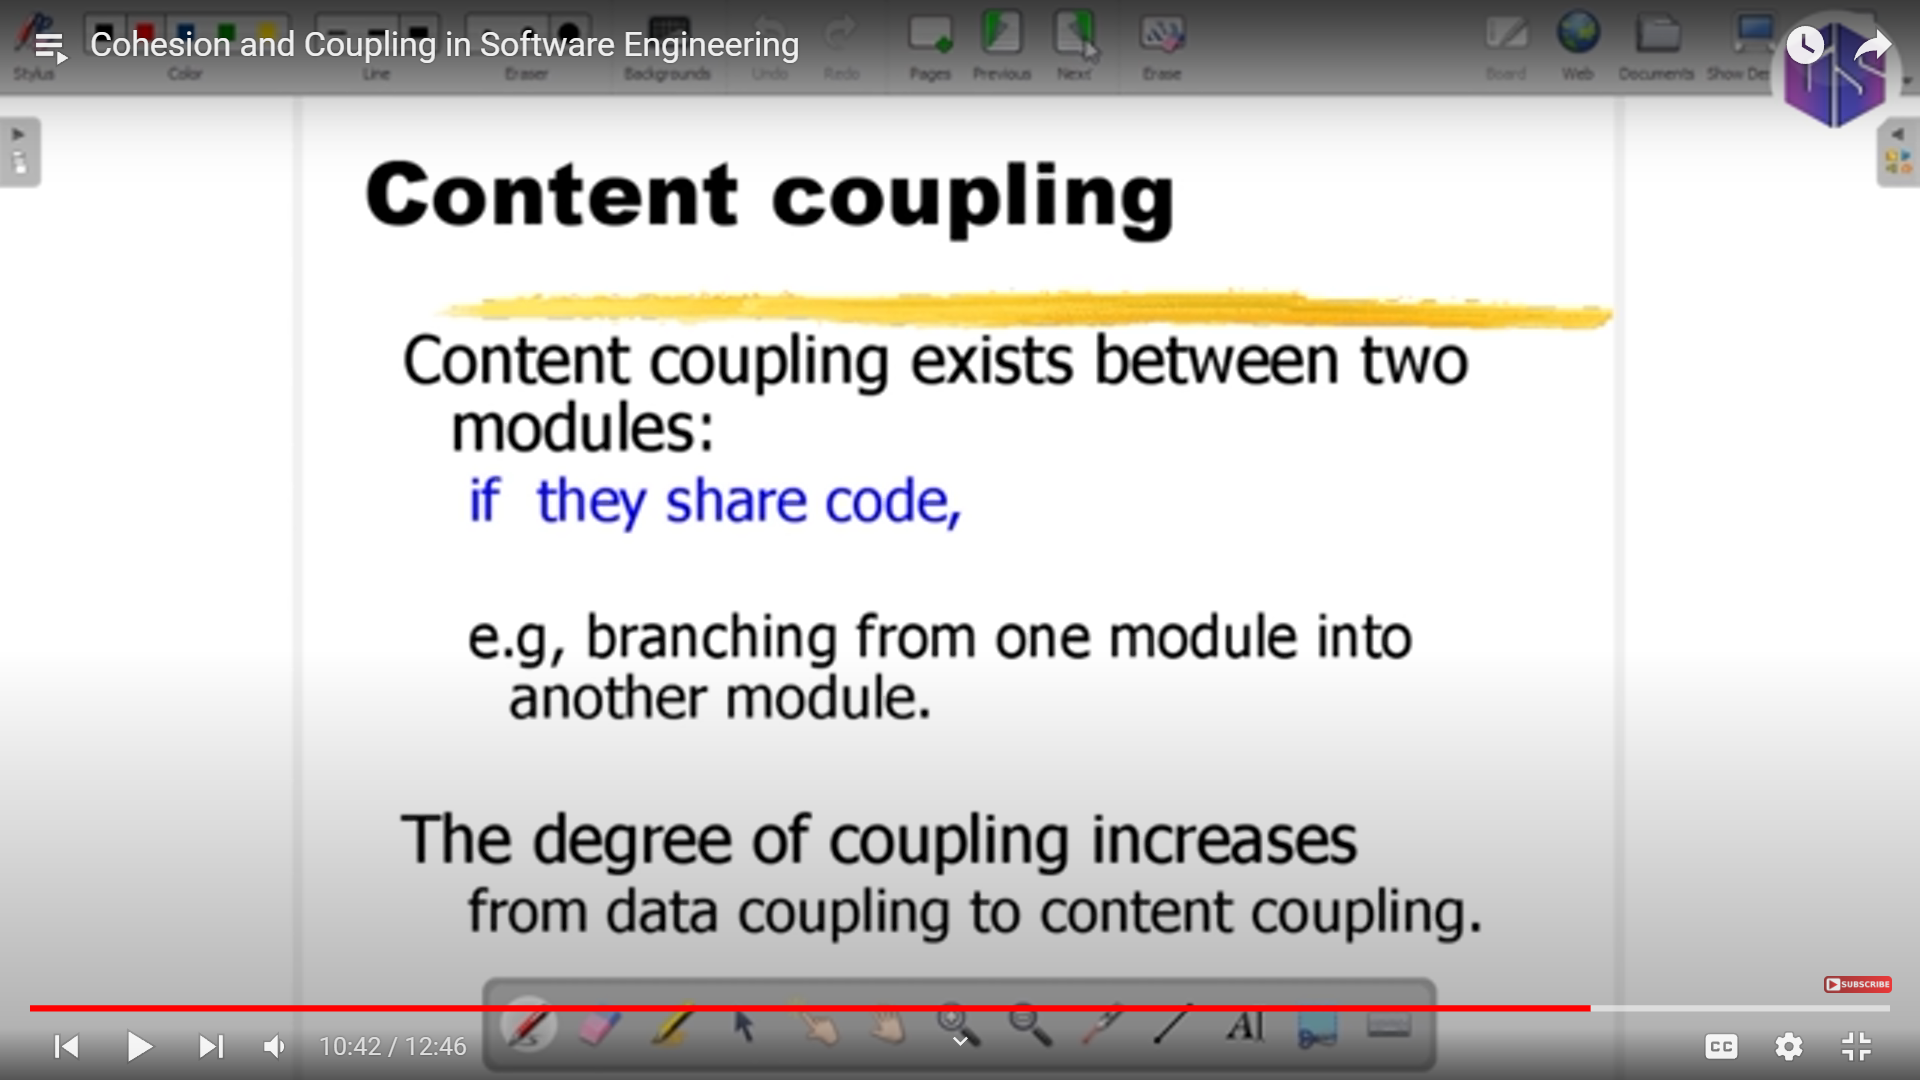 Cohesion and Coupling in Software Engineering
Stylus Color Line Eraser Backgrounds Undo Redo Pages Previous Next Erase Board Web Documents Show
Content coupling
Content coupling exists between two
modules:
if they share code,
e.g, branching from one module into
another module.
The degree of coupling increases
from data coupling to content coupling.
SUBSCRIBE
AI
10:42 / 12:46
CC